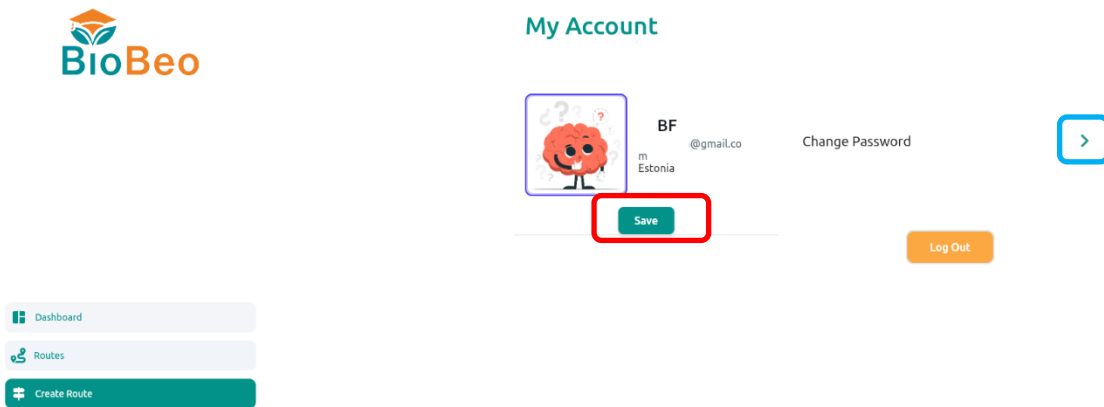 BioBeo
My Account
BF
@gmail.co
m
Estonia
Change Password
Save
Log Out
Dashboard
Routes
Create Route